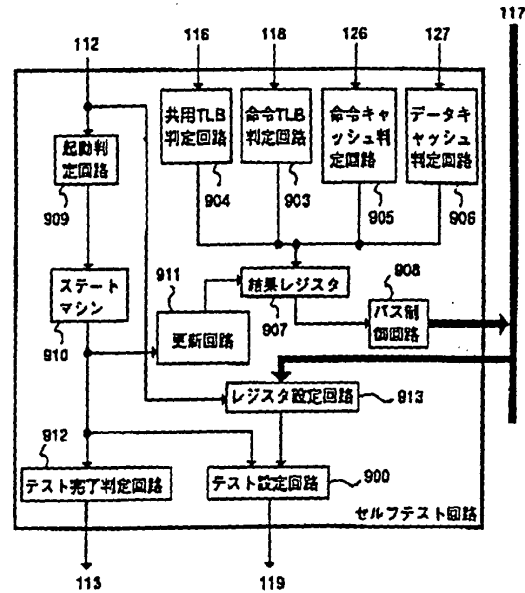 117
112
116
118
126
127
共用TLB
判定回路
命令TLB
判定回路
命令キャ
ッシュ判
定回路
データキ
ャッシュ
判定回路
起動判
定回路
909
904
903
905
906
ステート
マシン
910
911
更新回路
結果レジスタ
907
908
バス制
御回路
レジスタ設定回路
913
912
テスト完了判定回路
テスト設定回路
900
セルフテスト回路
113
119